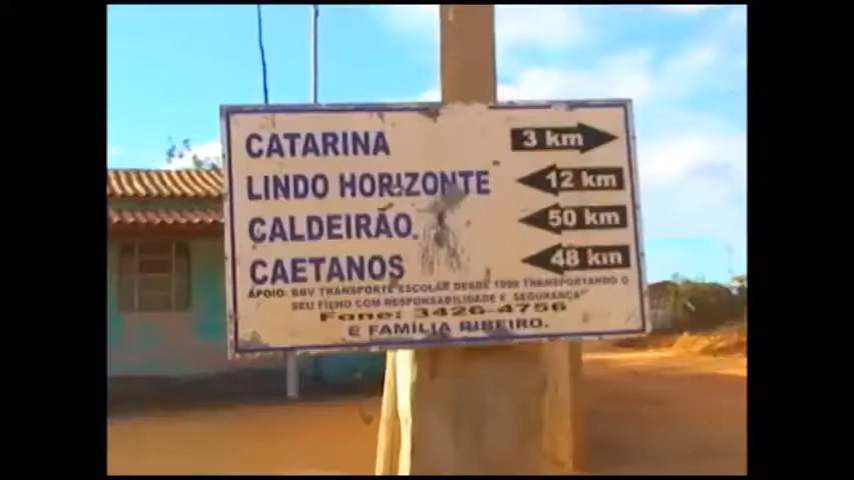 CATARINA 3 km
LINDO HORIZONTE 12 km
CALDEIRÃO 50 km
CAETANOS 48 km
APOIO: BBV TRANSPORTE ESCOLAR DESDE 1998 TRANSPORTANDO O
SEU FILHO COM RESPONSABILIDADE E SEGURANÇA
Fone: 3426-4756
E FAMÍLIA RIBEIRO.